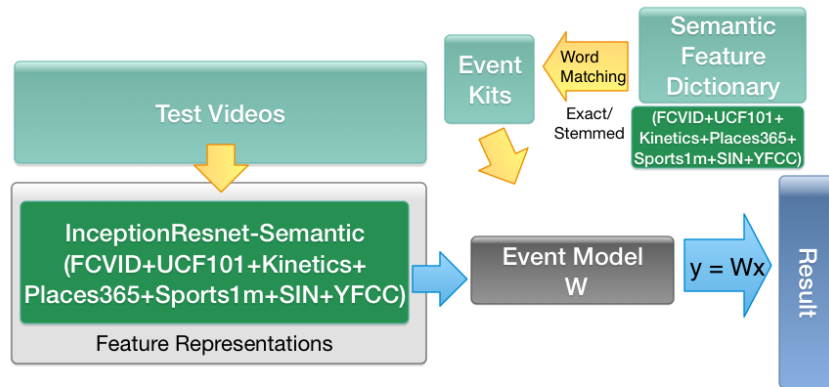 Test Videos
InceptionResnet-Semantic
(FCVID+UCF101+Kinetics+
Places365+Sports1m+SIN+YFCC)
Feature Representations
Event
Kits
Word
Matching
Exact/
Stemmed
Semantic
Feature
Dictionary
(FCVID+UCF101+
Kinetics+Places365+
Sports1m+SIN+YFCC)
Event Model
W
y = Wx
Result